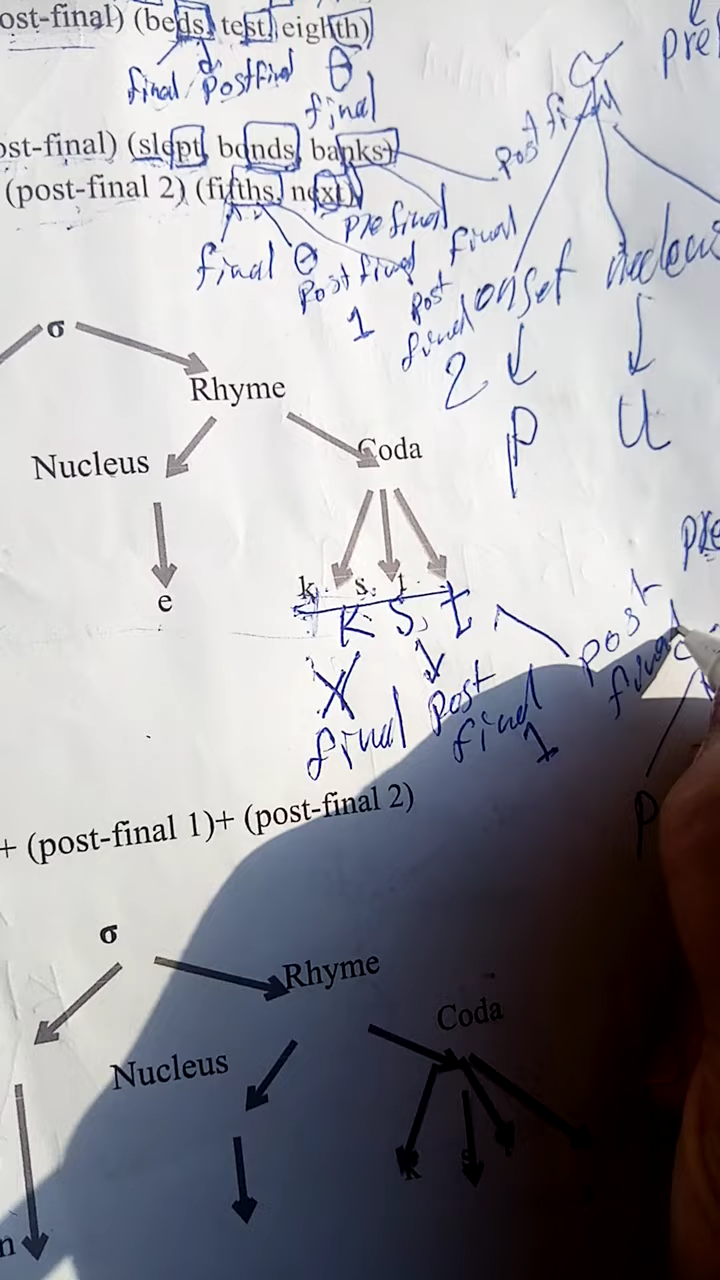 ost-final) (beds, test, eighth)
final postfinal θ
final
ost-final) (slept, bonds, banks)
(post-final 2) (fifths, next)
post final
pre
pre final final
final θ post final post final
1 2
onset nucleus
p u
σ
Rhyme
Nucleus Coda
e
k. s. t.
k s, t
final post final 1 post final
pre
p
+ (post-final 1)+ (post-final 2)
σ
Rhyme
Nucleus Coda
k s
n